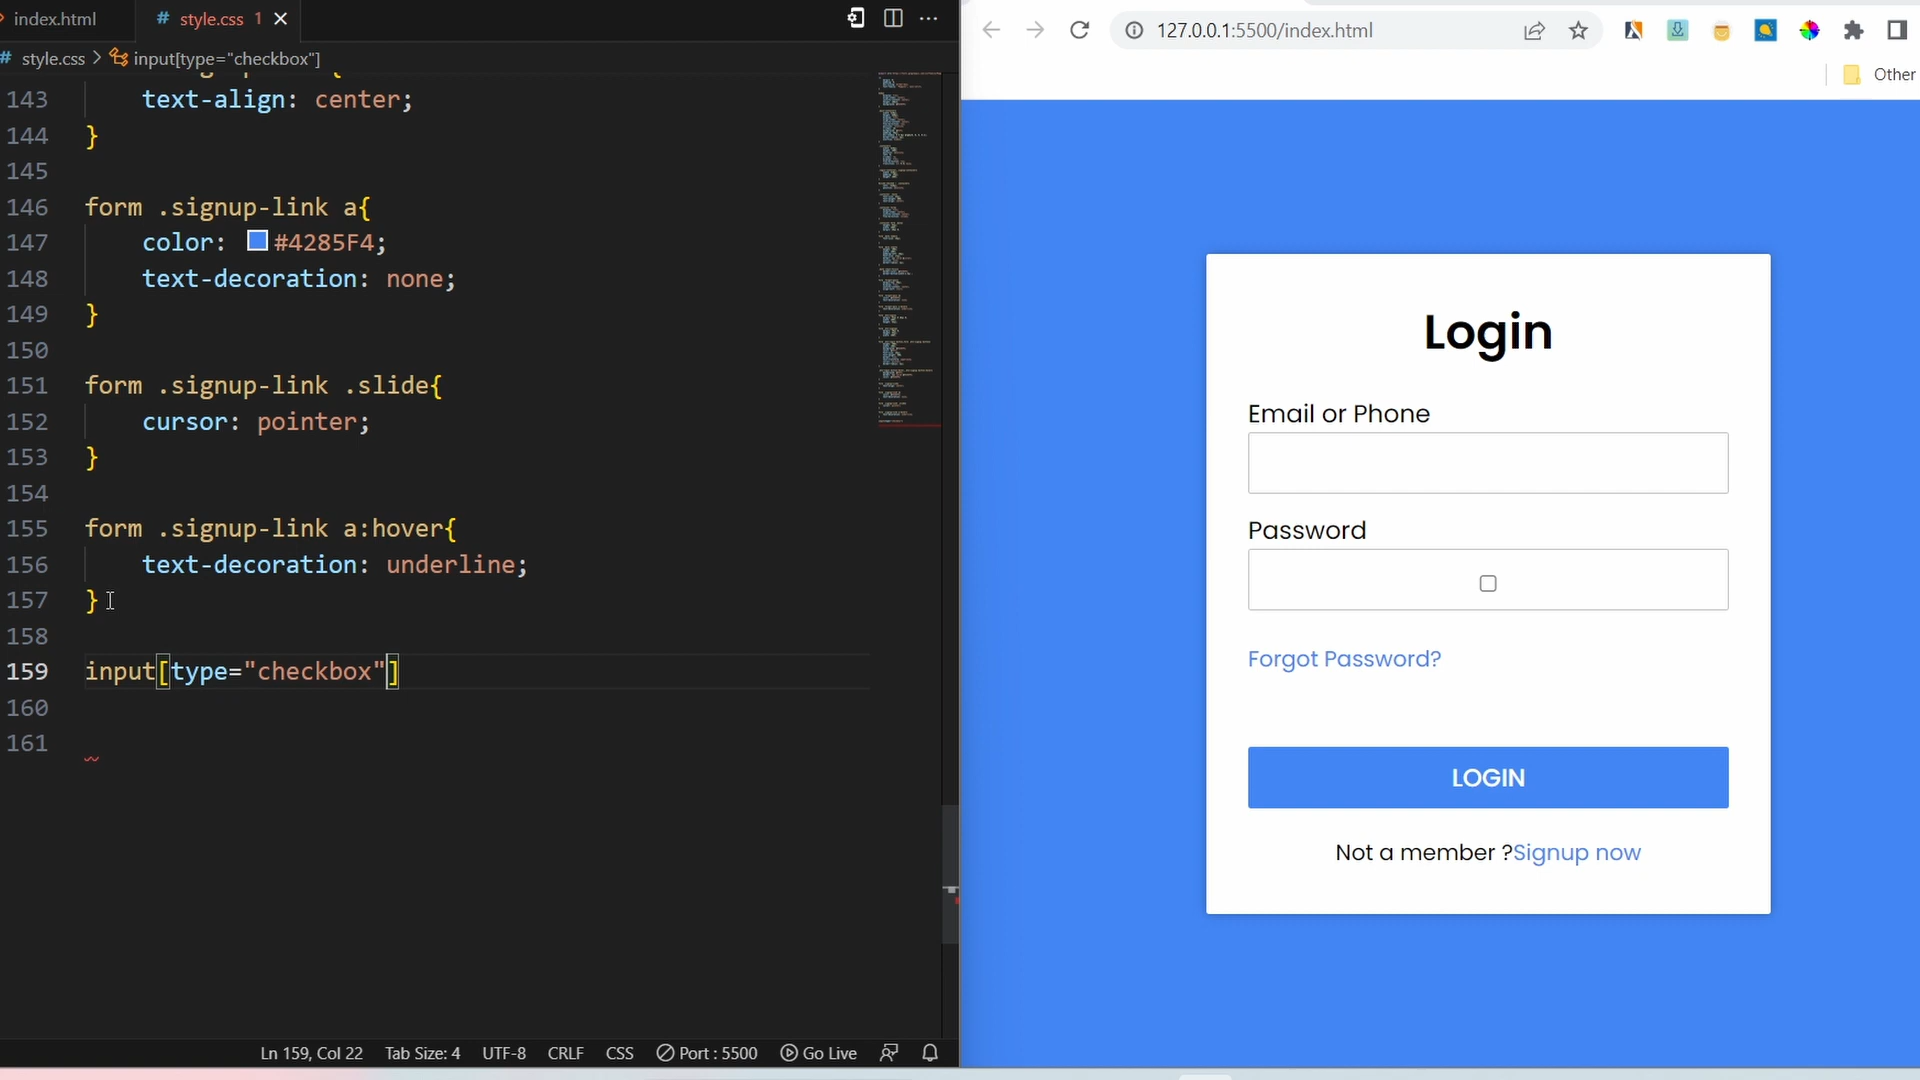 index.html
# style.css 1
# style.css > input[type="checkbox"]
143 text-align: center;
144 }
145
146 form .signup-link a{
147 color: #4285F4;
148 text-decoration: none;
149 }
150
151 form .signup-link .slide{
152 cursor: pointer;
153 }
154
155 form .signup-link a:hover{
156 text-decoration: underline;
157 }
158
159 input[type="checkbox"]
160
161
Ln 159, Col 22 Tab Size: 4 UTF-8 CRLF CSS Port : 5500 Go Live
127.0.0.1:5500/index.html
Other
Login
Email or Phone
Password
Forgot Password?
LOGIN
Not a member ?Signup now